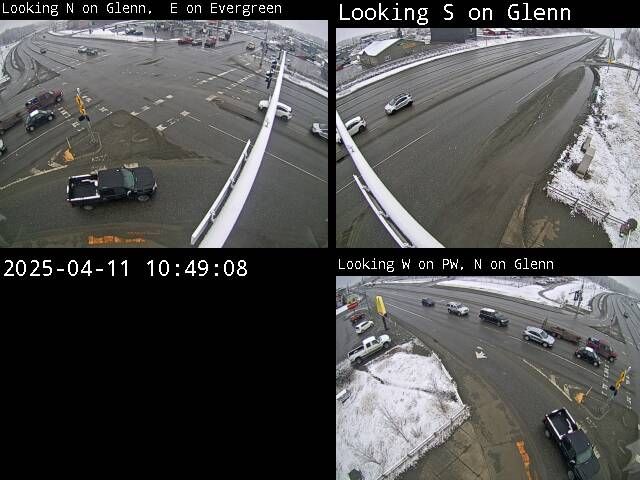 Looking N on Glenn,  E on Evergreen
Looking S on Glenn
2025-04-11 10:49:08
Looking W on PW, N on Glenn